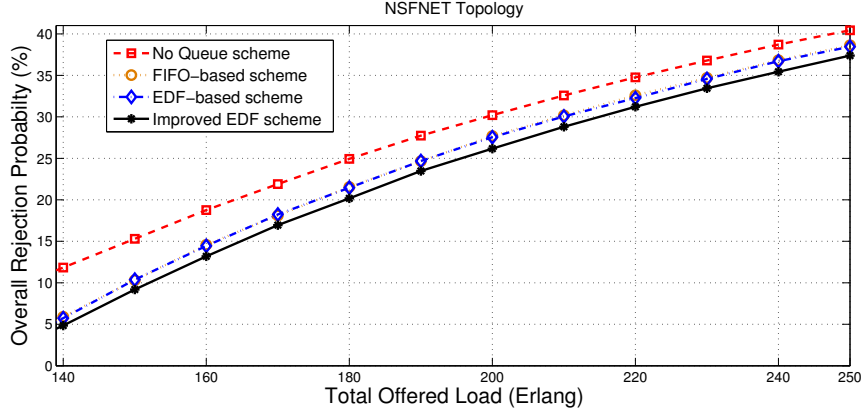 NSFNET Topology
Overall Rejection Probability (%)
40
35
30
25
20
15
10
5
0
No Queue scheme
FIFO-based scheme
EDF-based scheme
Improved EDF scheme
140
160
180
200
220
240
250
Total Offered Load (Erlang)